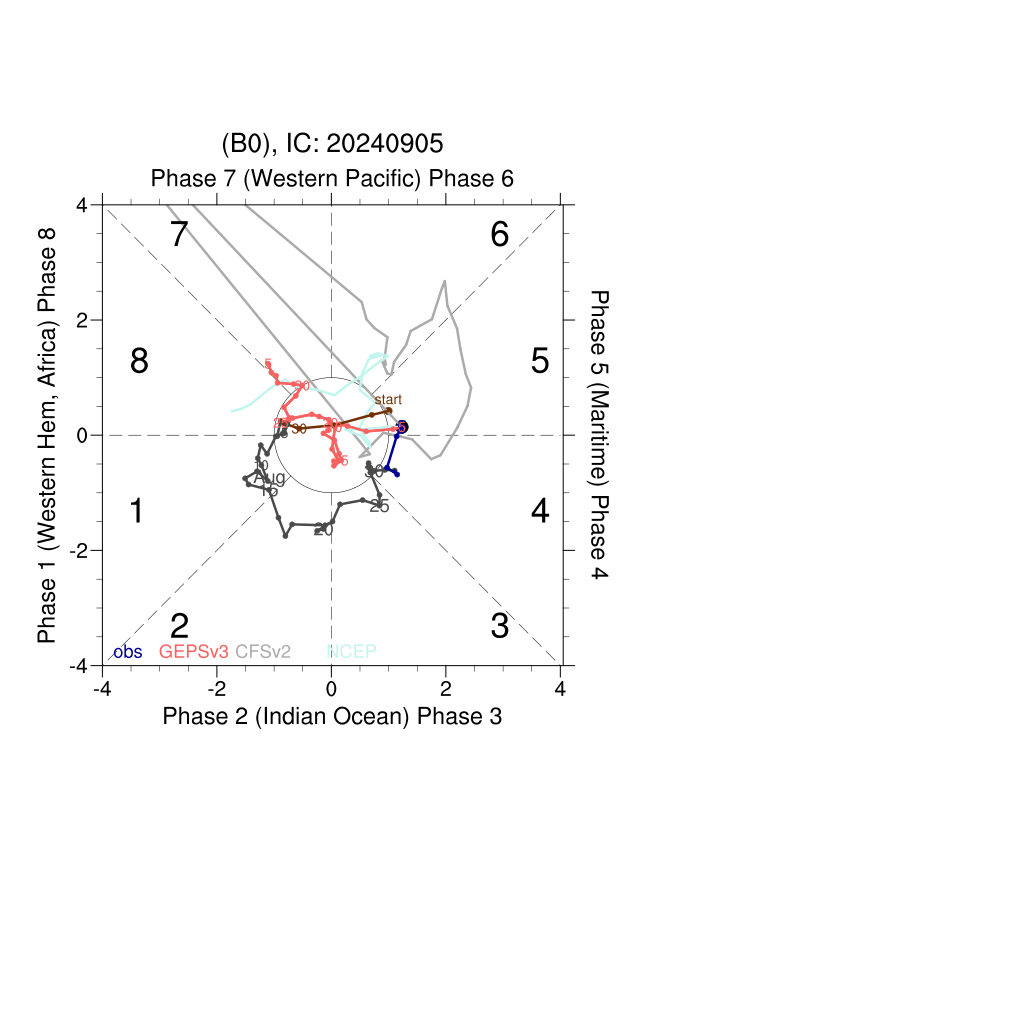 (B0), IC: 20240905
Phase 7 (Western Pacific) Phase 6
4
2
0
-2
-4
-4
-2
0
2
4
Phase 1 (Western Hem, Africa) Phase 8
Phase 5 (Maritime) Phase 4
7
6
8
5
1
4
2
3
start
5
30
Aug
15
20
25
obs
GEPSv3
CFSv2
NCEP
Phase 2 (Indian Ocean) Phase 3